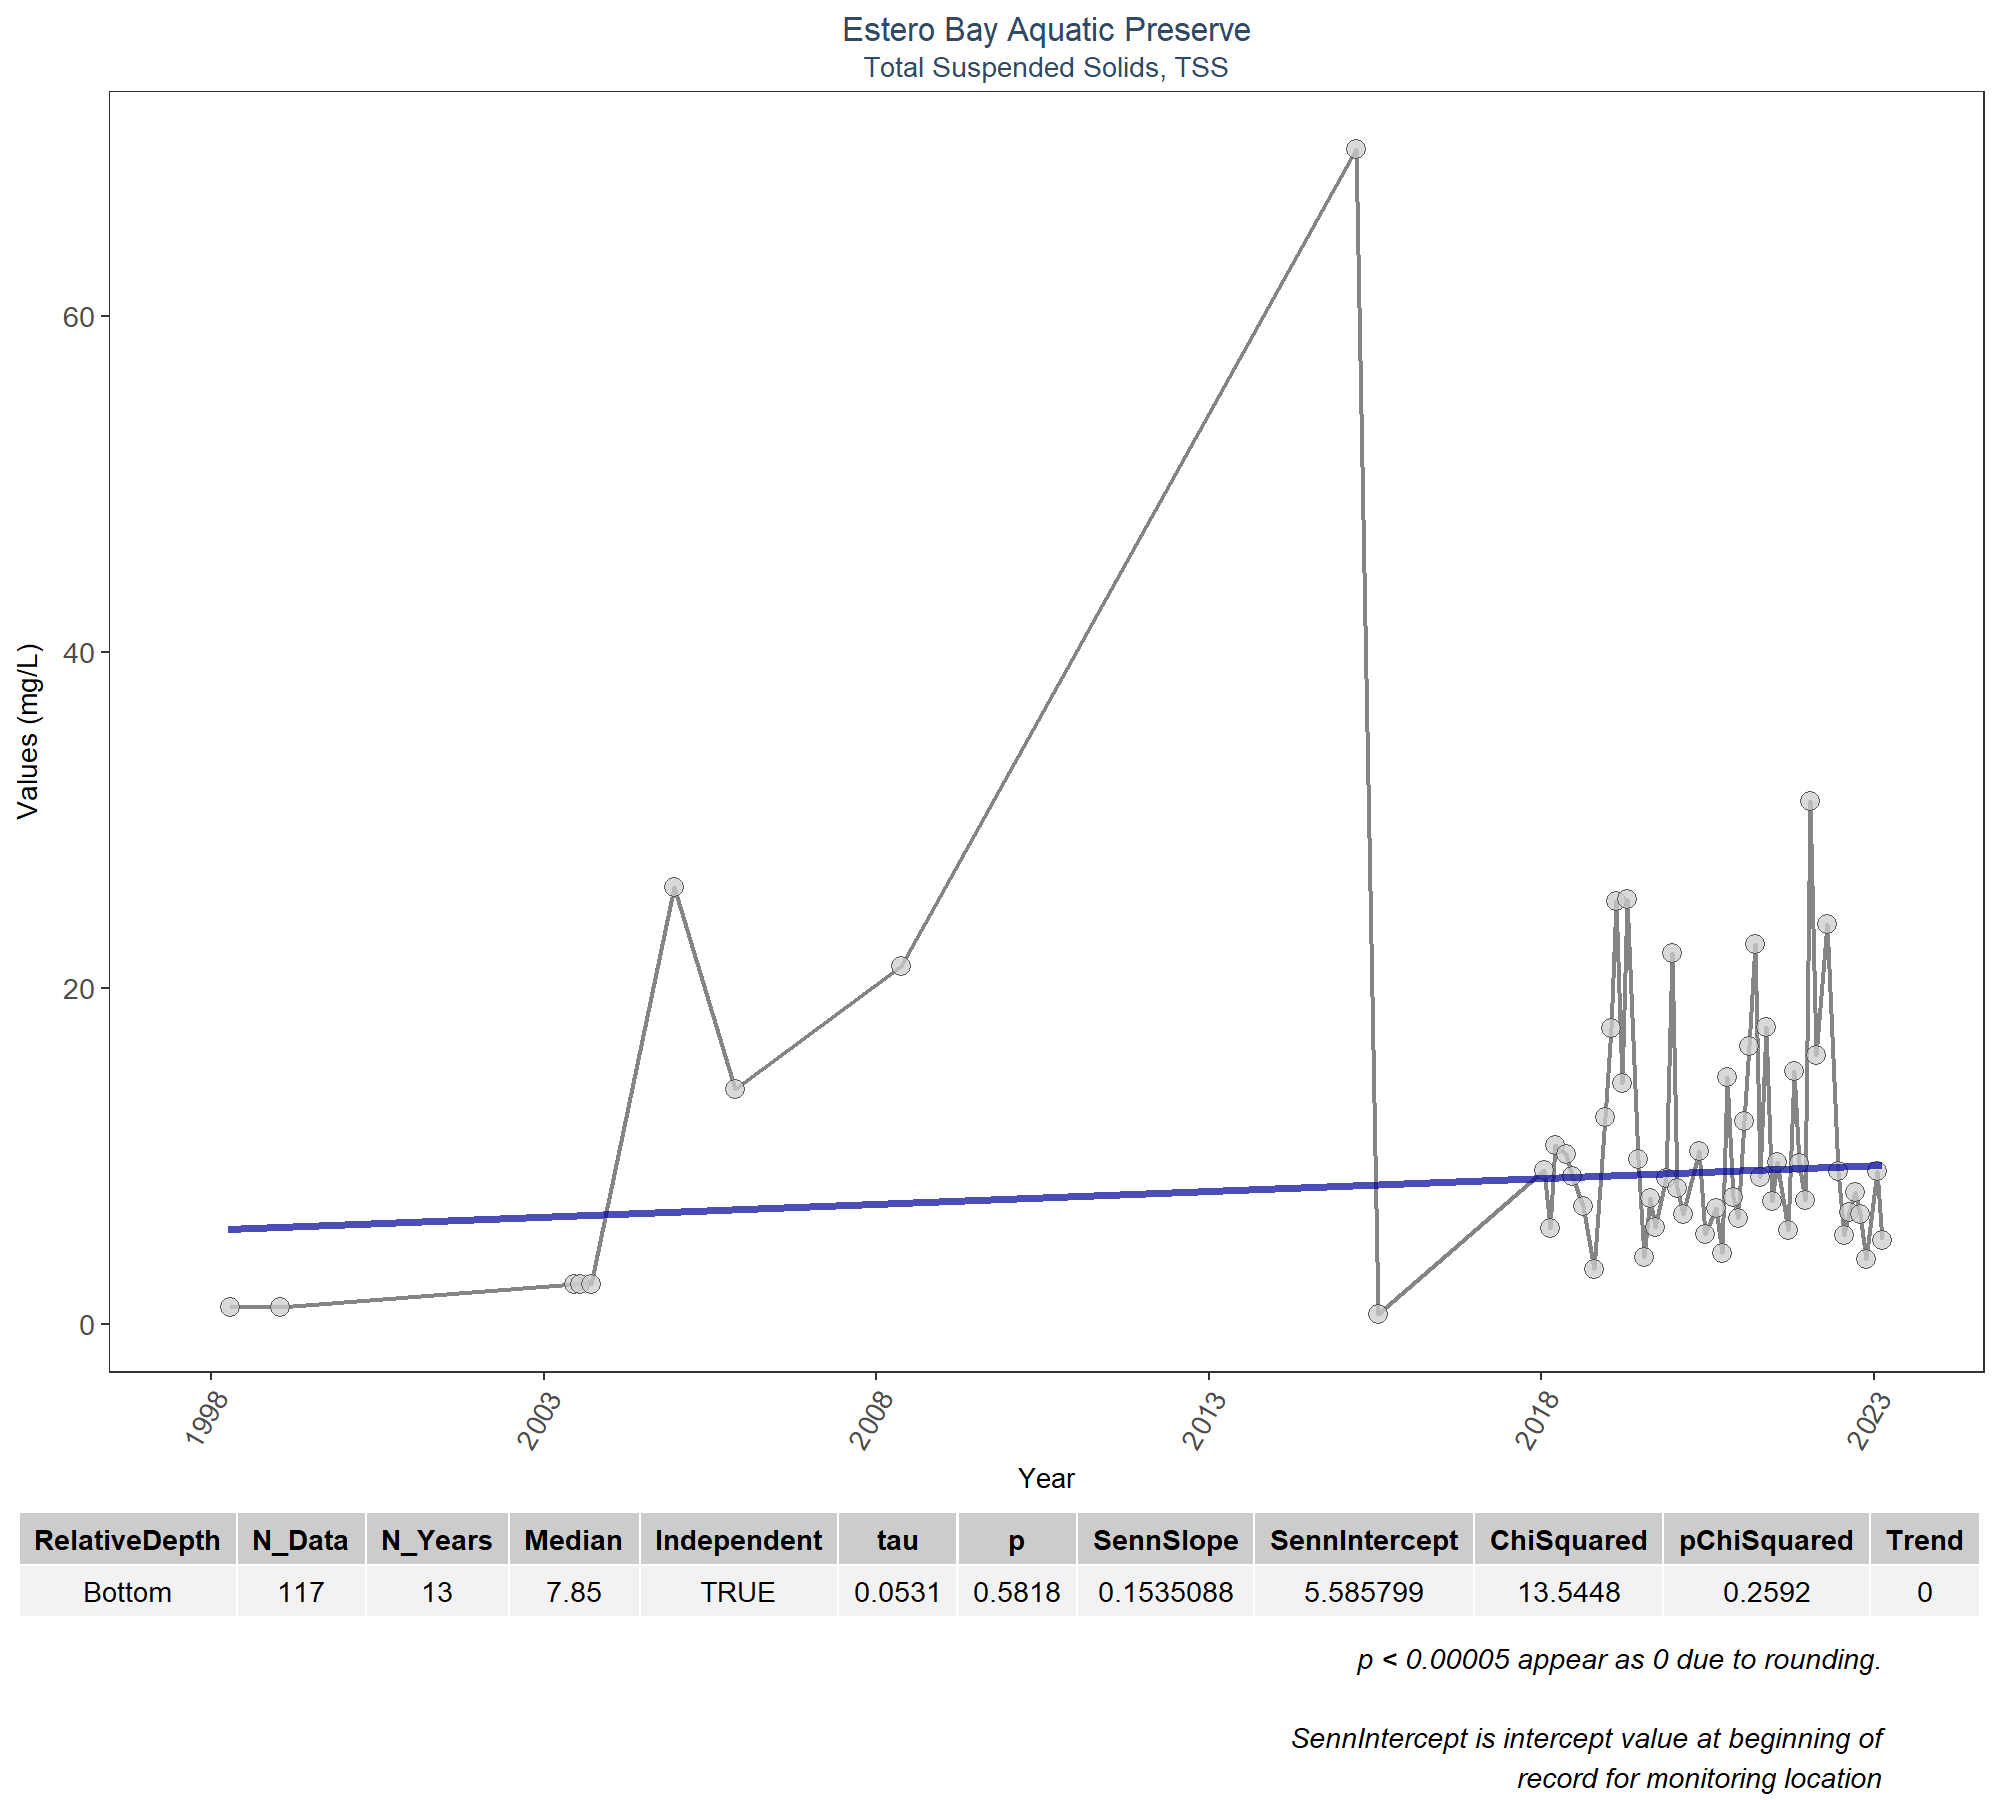 Estero Bay Aquatic Preserve
Total Suspended Solids, TSS
60
40
20
0
Values (mg/L)
1998
2003
2008
2013
2018
2023
Year
RelativeDepth N_Data N_Years Median Independent tau p SennSlope SennIntercept ChiSquared pChiSquared Trend
Bottom 117 13 7.85 TRUE 0.0531 0.5818 0.1535088 5.585799 13.5448 0.2592 0
p < 0.00005 appear as 0 due to rounding.
SennIntercept is intercept value at beginning of
record for monitoring location